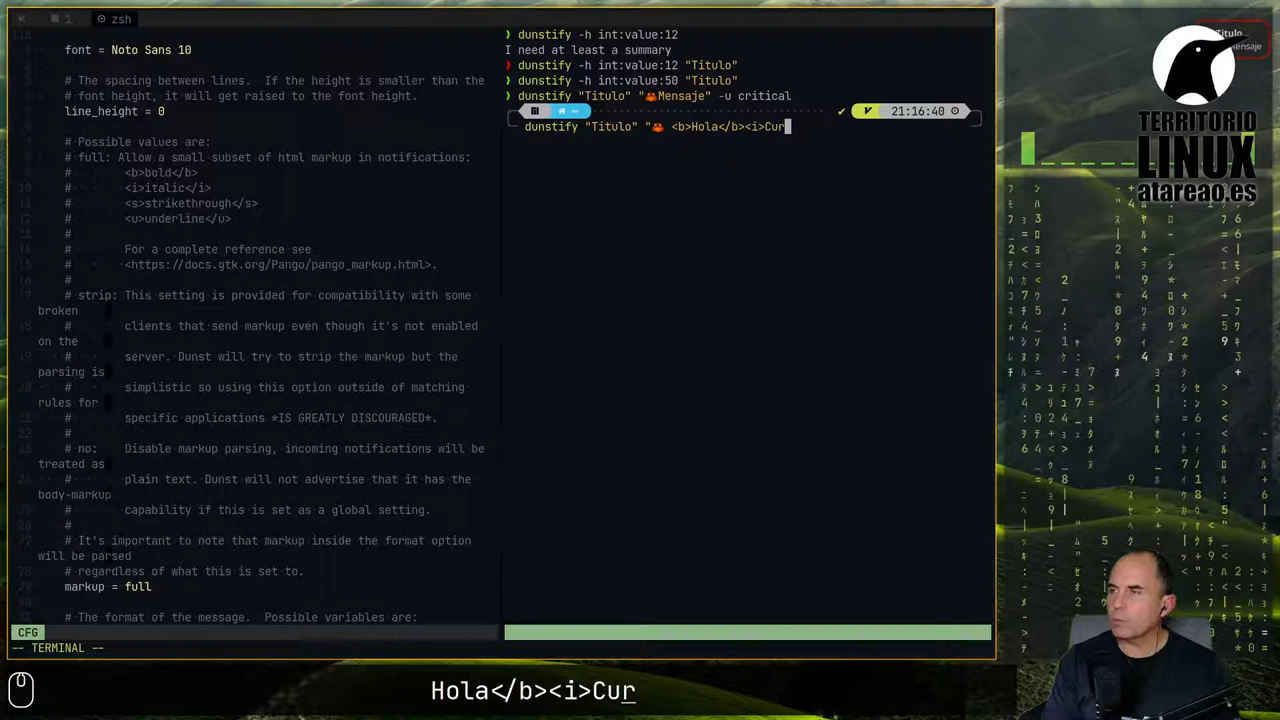 1 zsh
118
font = Noto Sans 10
# The spacing between lines.  If the height is smaller than the
# font height, it will get raised to the font height.
line_height = 0
# Possible values are:
# full: Allow a small subset of html markup in notifications:
#        <b>bold</b>
#        <i>italic</i>
#        <s>strikethrough</s>
#        <u>underline</u>
#
#        For a complete reference see
#        <https://docs.gtk.org/Pango/pango_markup.html>.
#
# strip: This setting is provided for compatibility with some
broken
#        clients that send markup even though it's not enabled
on the
#        server. Dunst will try to strip the markup but the
parsing is
#        simplistic so using this option outside of matching
rules for
#        specific applications *IS GREATLY DISCOURAGED*.
#
# no:    Disable markup parsing, incoming notifications will be
treated as
#        plain text. Dunst will not advertise that it has the
body-markup
#        capability if this is set as a global setting.
#
# It's important to note that markup inside the format option
will be parsed
# regardless of what this is set to.
markup = full
# The format of the message.  Possible variables are:
CFG
-- TERMINAL --
❯ dunstify -h int:value:12
I need at least a summary
❯ dunstify -h int:value:12 "Titulo"
❯ dunstify -h int:value:50 "Titulo"
❯ dunstify "Titulo" "🦀Mensaje" -u critical
~ ✔ V 21:16:40
dunstify "Titulo" "🦀 <b>Hola</b><i>Cur
Titulo
TERRITORIO
LINUX
atareao.es
Hola</b><i>Cur